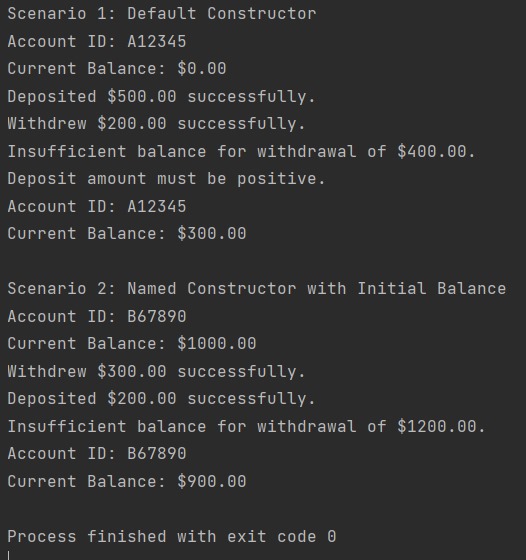 Scenario 1: Default Constructor
Account ID: A12345
Current Balance: $0.00
Deposited $500.00 successfully.
Withdrew $200.00 successfully.
Insufficient balance for withdrawal of $400.00.
Deposit amount must be positive.
Account ID: A12345
Current Balance: $300.00

Scenario 2: Named Constructor with Initial Balance
Account ID: B67890
Current Balance: $1000.00
Withdrew $300.00 successfully.
Deposited $200.00 successfully.
Insufficient balance for withdrawal of $1200.00.
Account ID: B67890
Current Balance: $900.00

Process finished with exit code 0